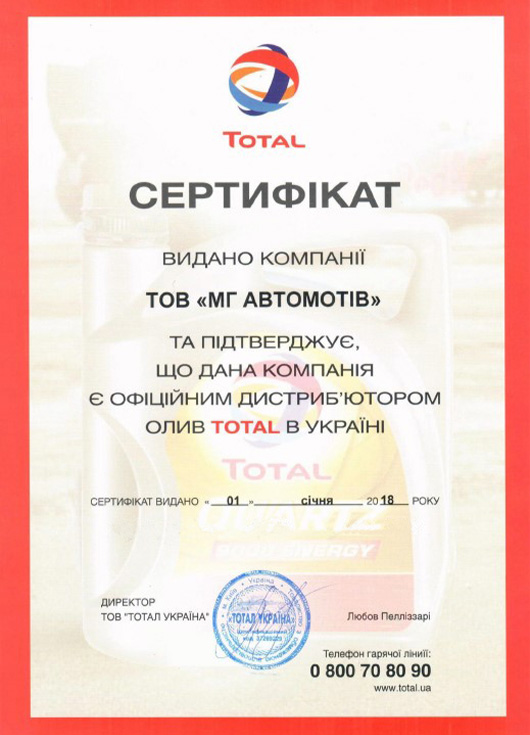 TOTAL
СЕРТИФІКАТ
ВИДАНО КОМПАНІЇ
ТОВ «МГ АВТОМОТІВ»
ТА ПІДТВЕРДЖУЄ,
ЩО ДАНА КОМПАНІЯ
Є ОФІЦІЙНИМ ДИСТРИБ'ЮТОРОМ
ОЛИВ TOTAL В УКРАЇНІ
TOTAL
СЕРТИФІКАТ ВИДАНО «01» січня 2018 РОКУ
QUARTZ
9000 ENERGY
ДИРЕКТОР
ТОВ "ТОТАЛ УКРАЇНА"
Україна
"ТОТАЛ УКРАЇНА"
Любов Пелліззарі
Телефон гарячої ліниії:
0 800 70 80 90
www.total.ua